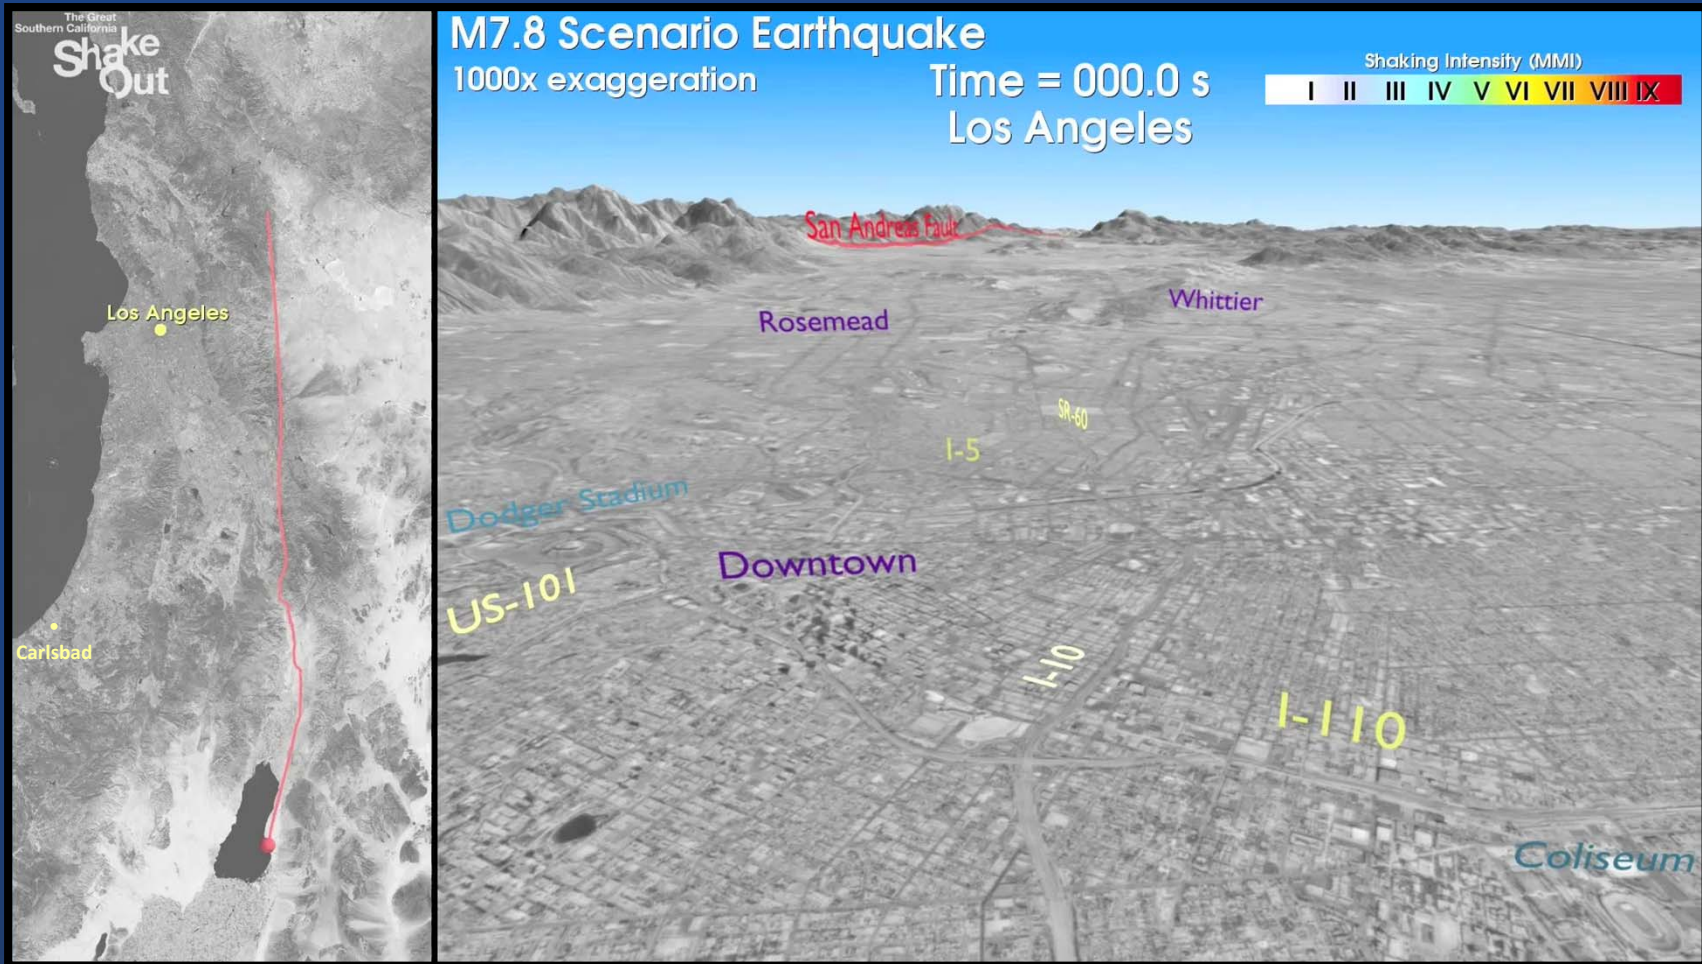 The Great
Southern California
Shake
Out
Los Angeles
Carlsbad
M7.8 Scenario Earthquake
1000x exaggeration
Time = 000.0 s
Los Angeles
Shaking Intensity (MMI)
I II III IV V VI VII VIII IX
San Andreas Fault
Rosemead
Whittier
SR-60
I-5
Dodger Stadium
Downtown
US-101
I-10
I-110
Coliseum